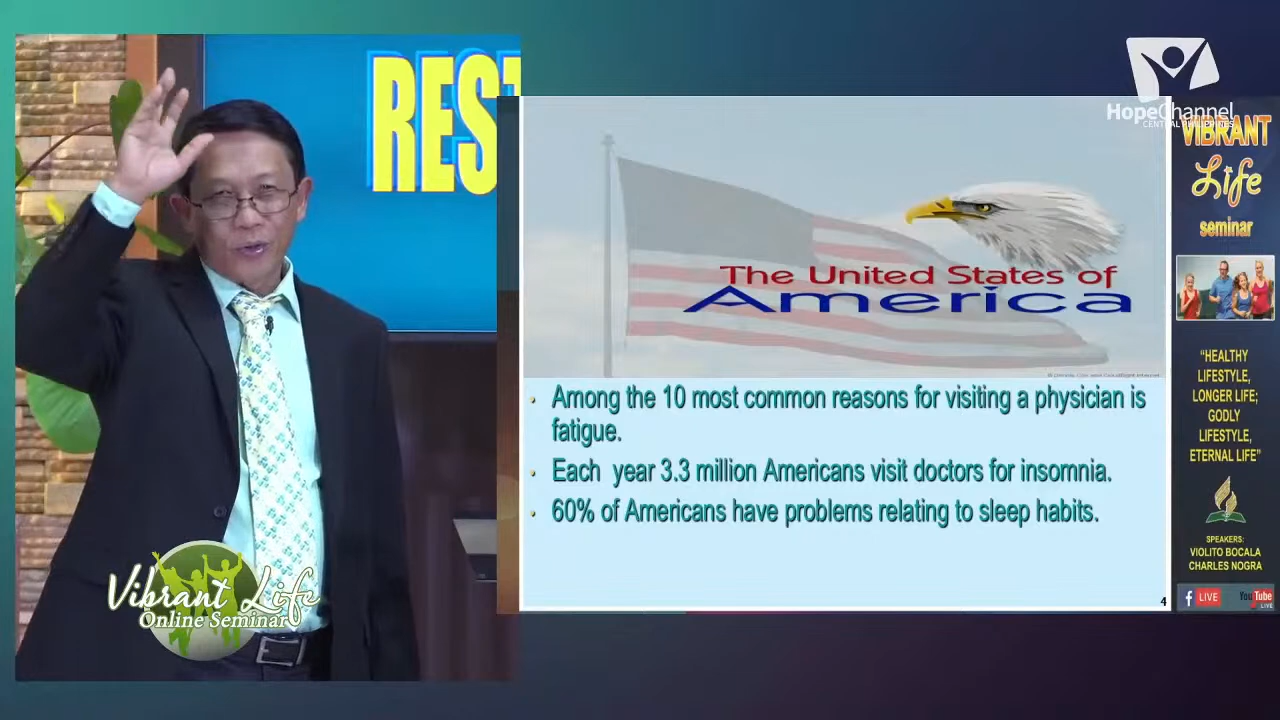 REST
HopeChannel
CENTRAL PHILIPPINES
VIBRANT
Life
seminar
The United States of
America
Among the 10 most common reasons for visiting a physician is
fatigue.
Each year 3.3 million Americans visit doctors for insomnia.
60% of Americans have problems relating to sleep habits.
4
“HEALTHY
LIFESTYLE,
LONGER LIFE;
GODLY
LIFESTYLE,
ETERNAL LIFE”
SPEAKERS:
VIOLITO BOCALA
CHARLES NOGRA
f LIVE
YouTube
LIVE
Vibrant Life
Online Seminar